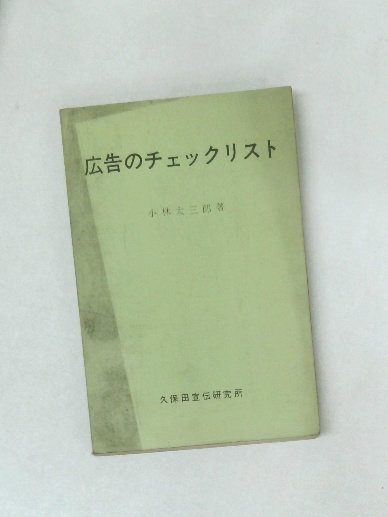 広告のチェックリスト
小林太三郎著
久保田宣伝研究所